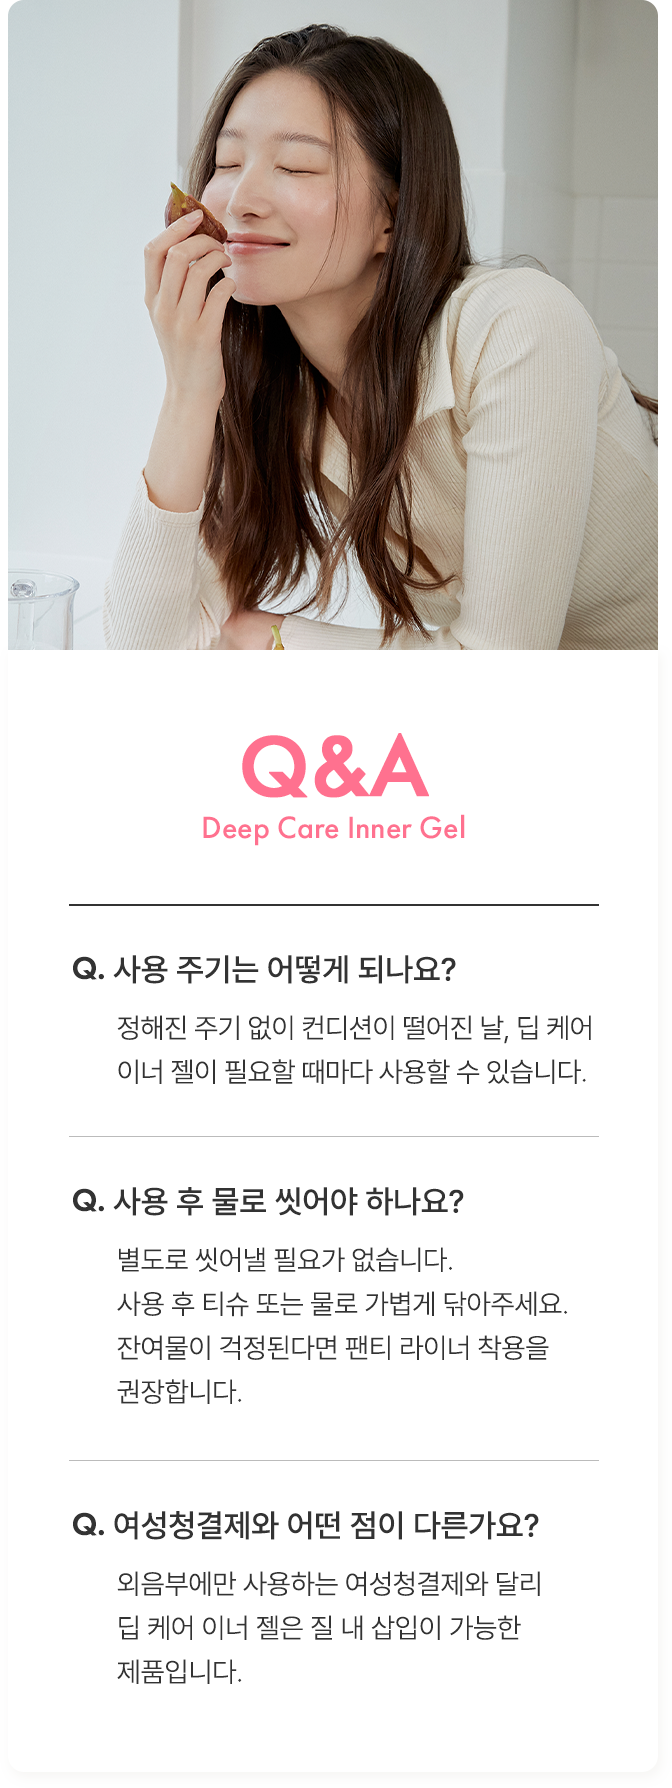 Q&A
Deep Care Inner Gel
Q. 사용 주기는 어떻게 되나요?
정해진 주기 없이 컨디션이 떨어진 날, 딥 케어
이너 젤이 필요할 때마다 사용할 수 있습니다.
Q. 사용 후 물로 씻어야 하나요?
별도로 씻어낼 필요가 없습니다.
사용 후 티슈 또는 물로 가볍게 닦아주세요.
잔여물이 걱정된다면 팬티 라이너 착용을
권장합니다.
Q. 여성청결제와 어떤 점이 다른가요?
외음부에만 사용하는 여성청결제와 달리
딥 케어 이너 젤은 질 내 삽입이 가능한
제품입니다.